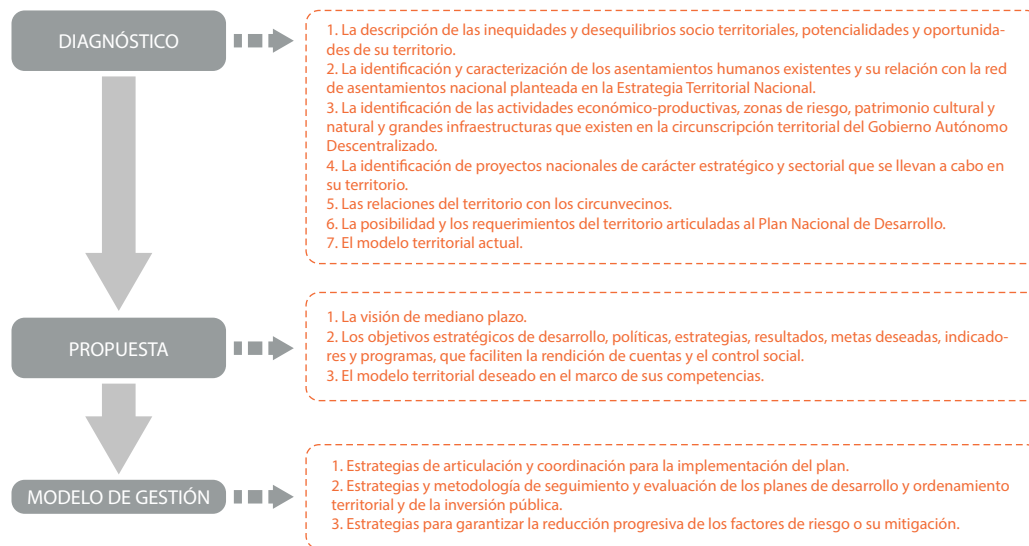 DIAGNÓSTICO
1. La descripción de las inequidades y desequilibrios socio territoriales, potencialidades y oportunida-
des de su territorio.
2. La identificación y caracterización de los asentamientos humanos existentes y su relación con la red
de asentamientos nacional planteada en la Estrategia Territorial Nacional.
3. La identificación de las actividades económico-productivas, zonas de riesgo, patrimonio cultural y
natural y grandes infraestructuras que existen en la circunscripción territorial del Gobierno Autónomo
Descentralizado.
4. La identificación de proyectos nacionales de carácter estratégico y sectorial que se llevan a cabo en
su territorio.
5. Las relaciones del territorio con los circunvecinos.
6. La posibilidad y los requerimientos del territorio articuladas al Plan Nacional de Desarrollo.
7. El modelo territorial actual.
PROPUESTA
1. La visión de mediano plazo.
2. Los objetivos estratégicos de desarrollo, políticas, estrategias, resultados, metas deseadas, indicado-
res y programas, que faciliten la rendición de cuentas y el control social.
3. El modelo territorial deseado en el marco de sus competencias.
MODELO DE GESTIÓN
1. Estrategias de articulación y coordinación para la implementación del plan.
2. Estrategias y metodología de seguimiento y evaluación de los planes de desarrollo y ordenamiento
territorial y de la inversión pública.
3. Estrategias para garantizar la reducción progresiva de los factores de riesgo o su mitigación.